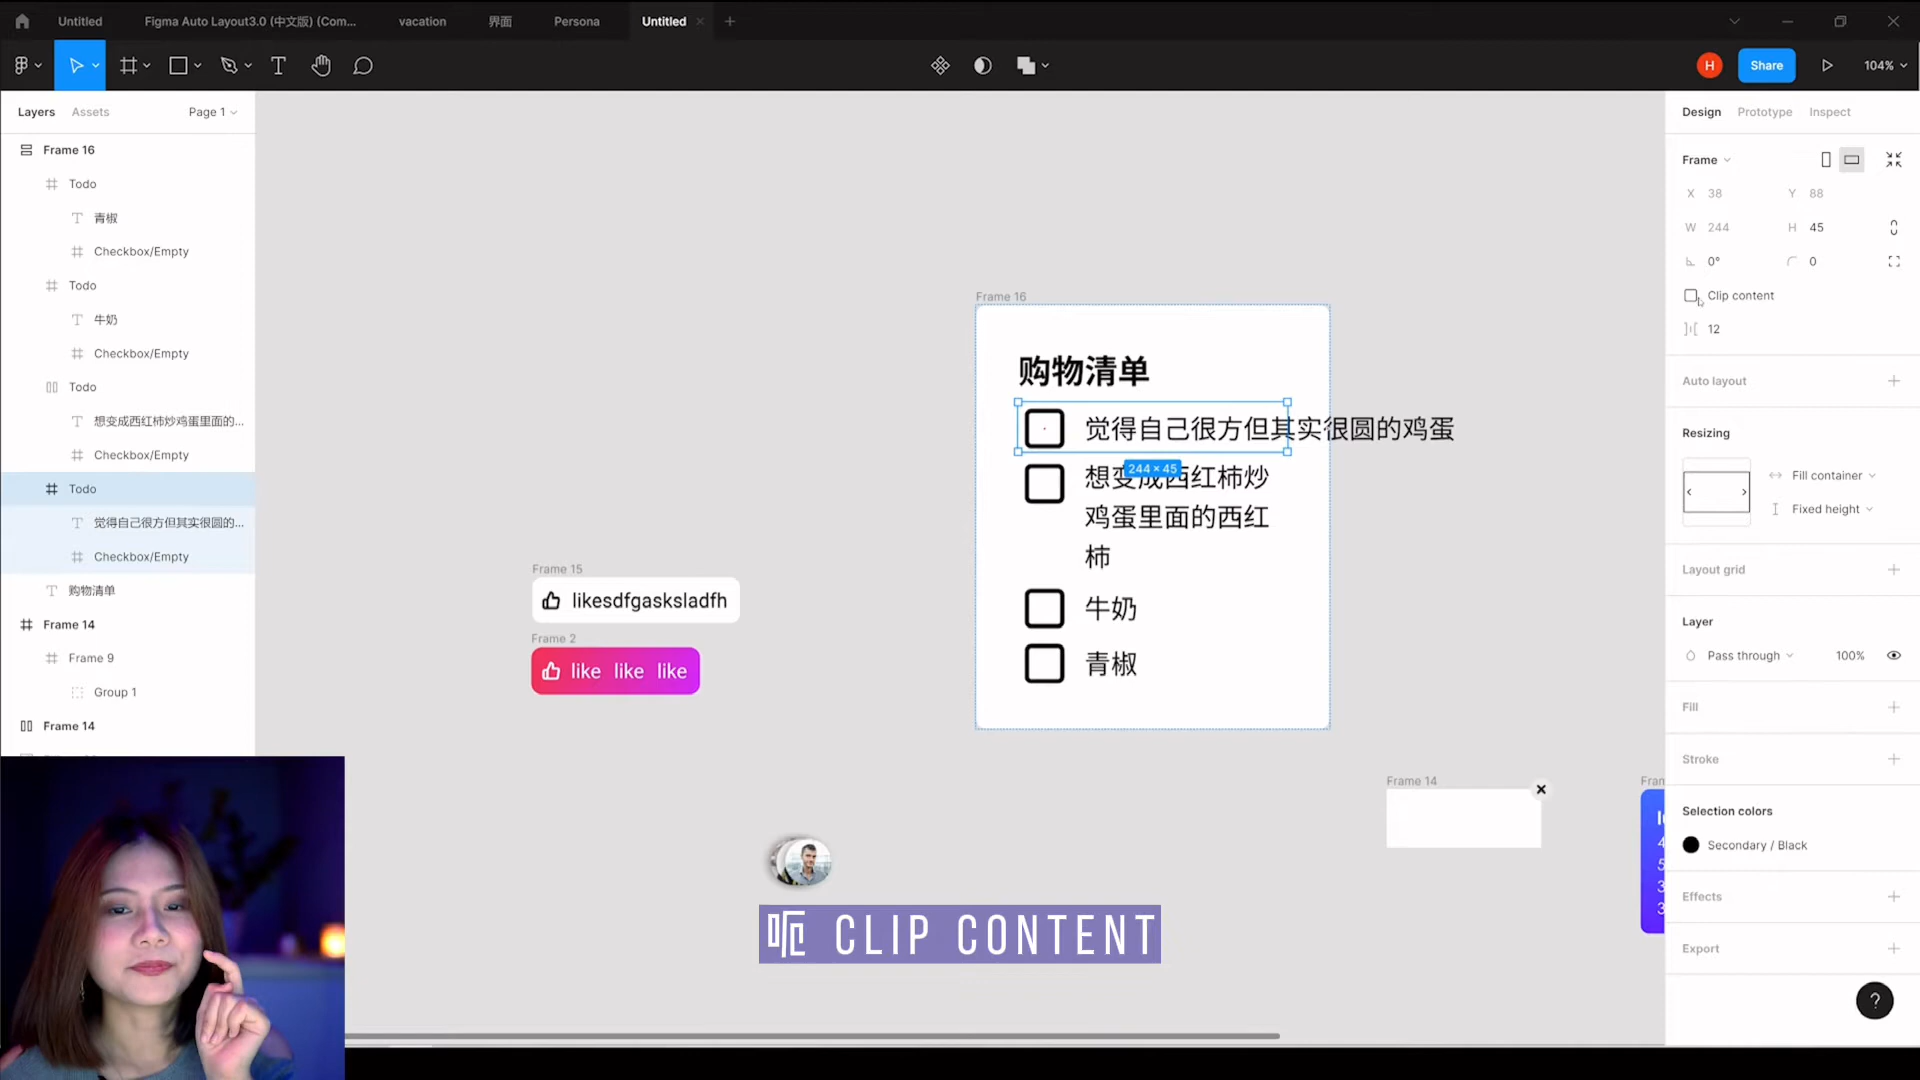 Untitled
Figma Auto Layout3.0 (中文版) (Com...
vacation
界面
Persona
Untitled
H
Share
104%
Layers
Assets
Page 1
Frame 16
Todo
青椒
Checkbox/Empty
Todo
牛奶
Checkbox/Empty
Todo
想变成西红柿炒鸡蛋里面的...
Checkbox/Empty
Todo
觉得自己很方但其实很圆的...
Checkbox/Empty
购物清单
Frame 14
Frame 9
Group 1
Frame 14
Frame 16
购物清单
觉得自己很方但其实很圆的鸡蛋
244 × 45
想变成西红柿炒
鸡蛋里面的西红
柿
牛奶
青椒
Frame 15
likesdfgasksladfh
Frame 2
like like like
Frame 14
Fram
呃 CLIP CONTENT
Design
Prototype
Inspect
Frame
X 38
Y 88
W 244
H 45
0°
0
Clip content
12
Auto layout
Resizing
Fill container
Fixed height
Layout grid
Layer
Pass through
100%
Fill
Stroke
Selection colors
Secondary / Black
Effects
Export
?